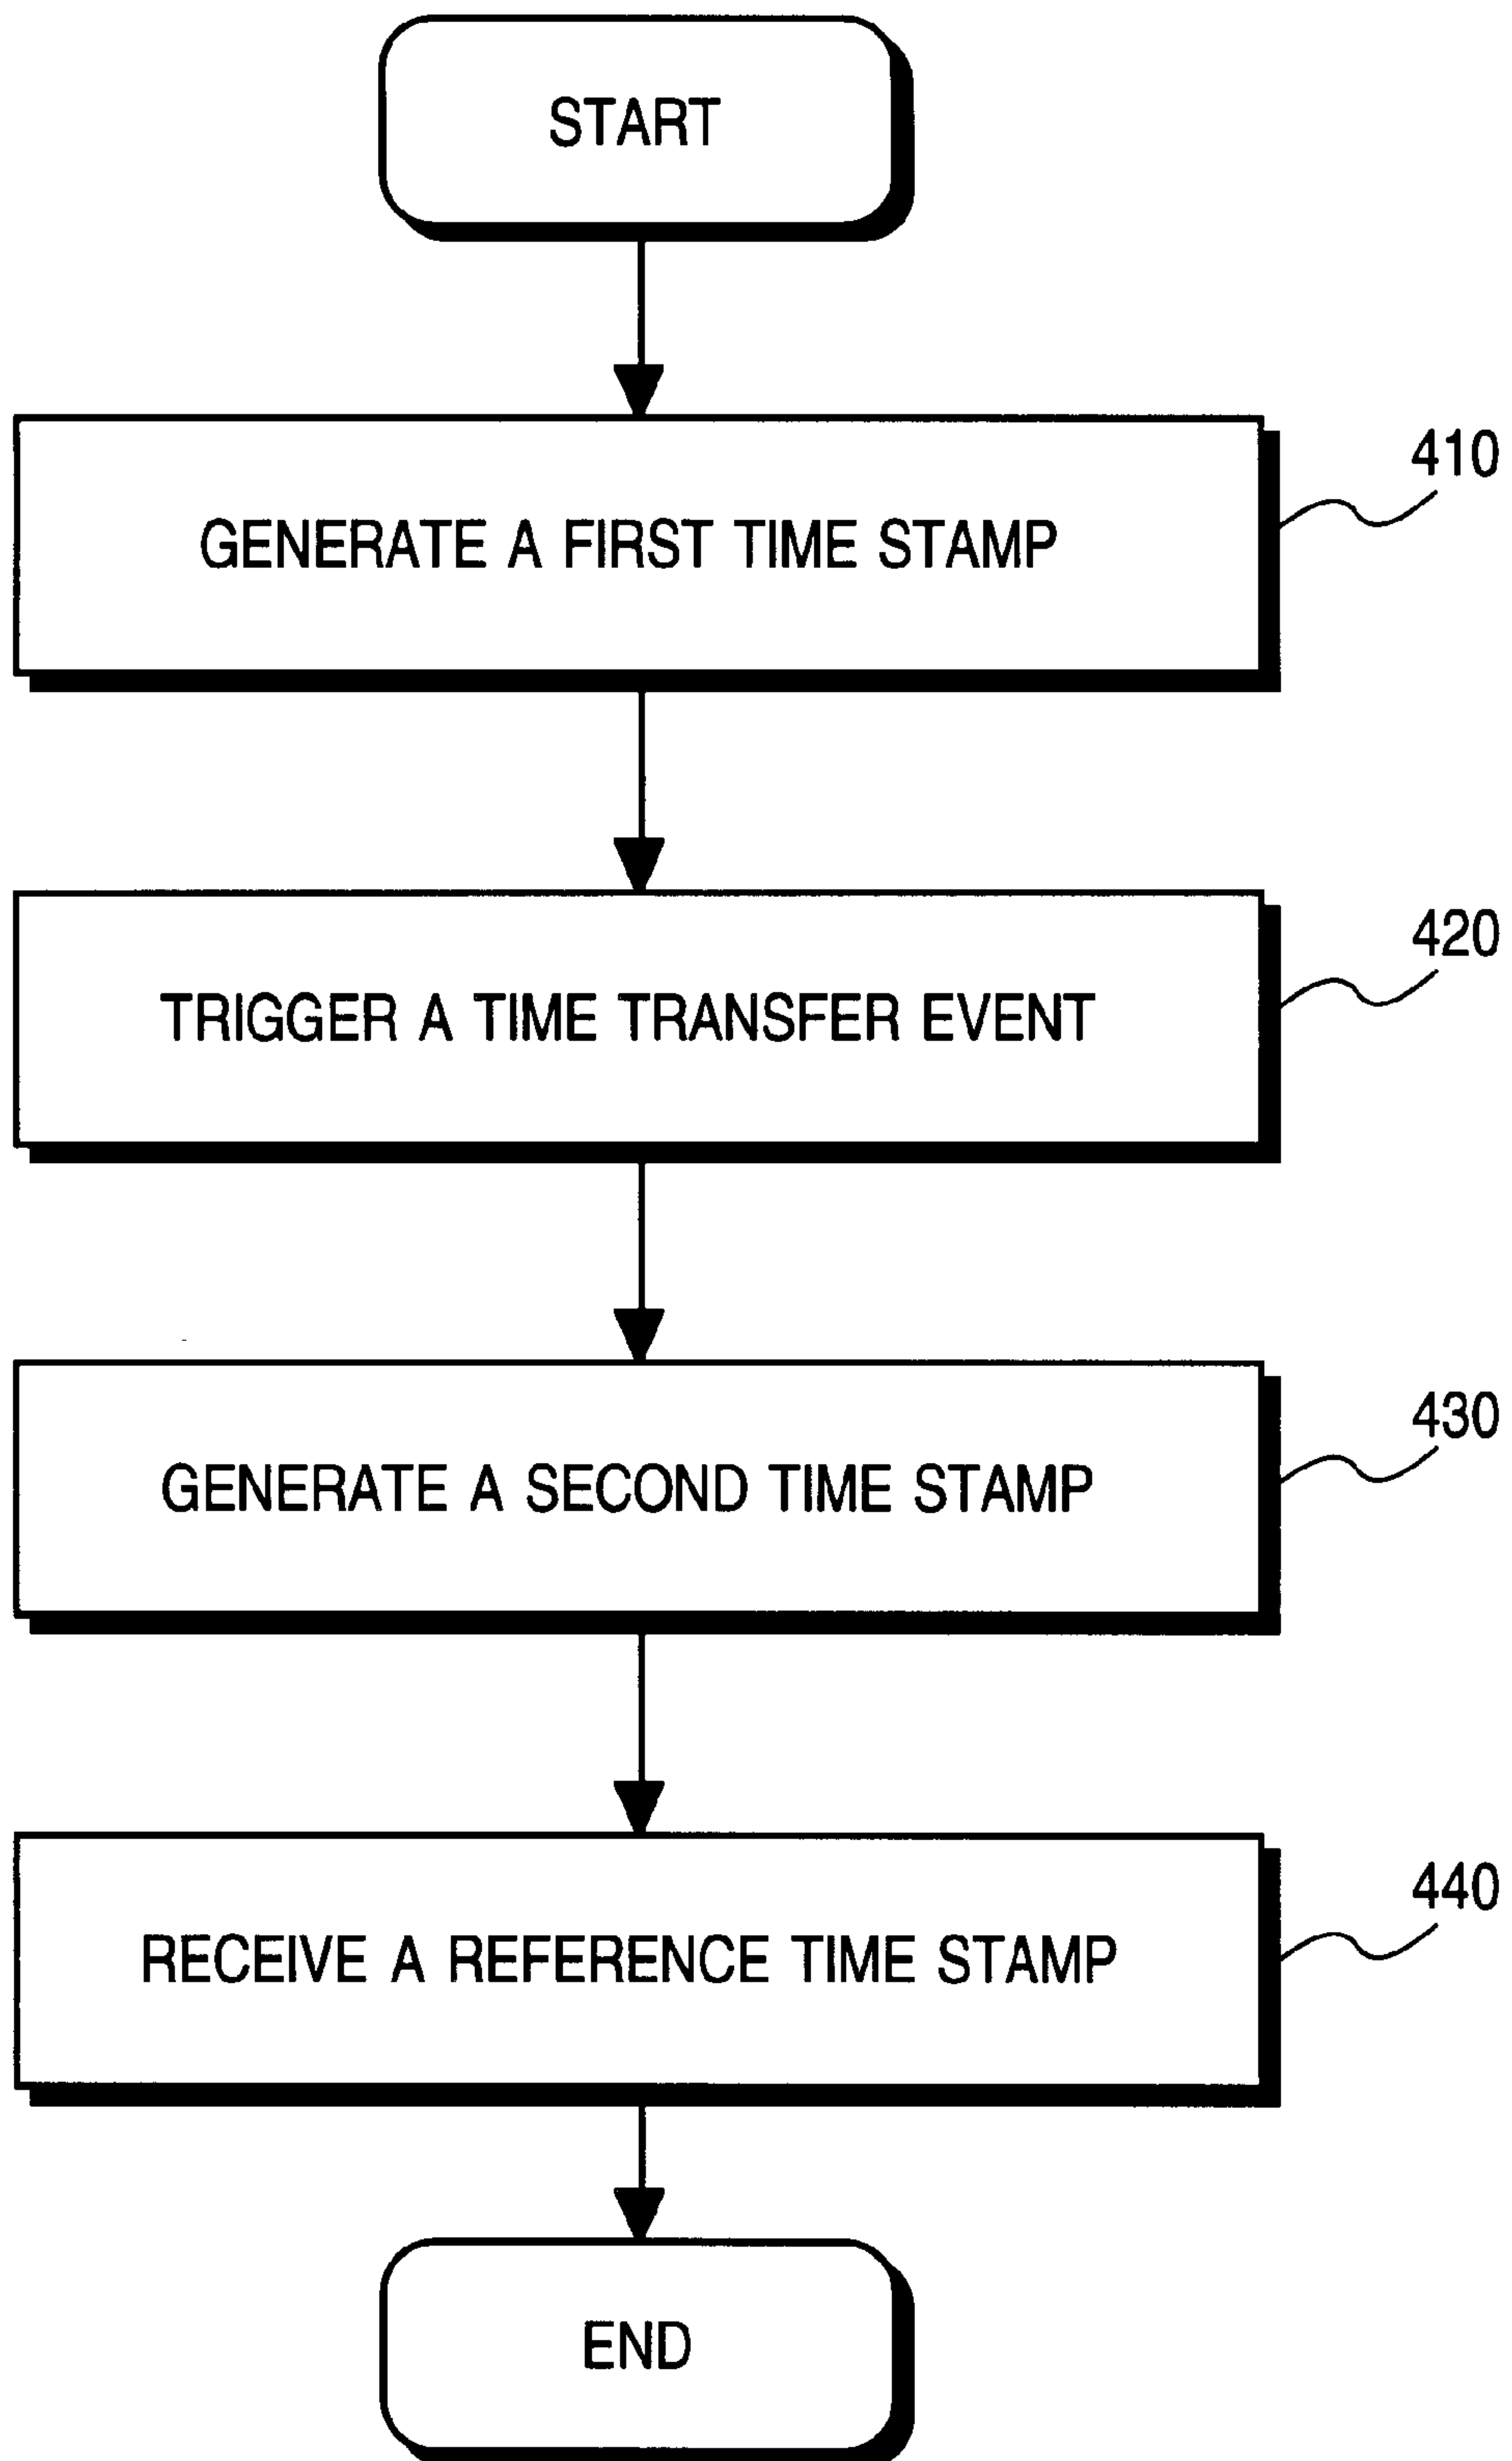 START
GENERATE A FIRST TIME STAMP
410
TRIGGER A TIME TRANSFER EVENT
420
GENERATE A SECOND TIME STAMP
430
RECEIVE A REFERENCE TIME STAMP
440
END